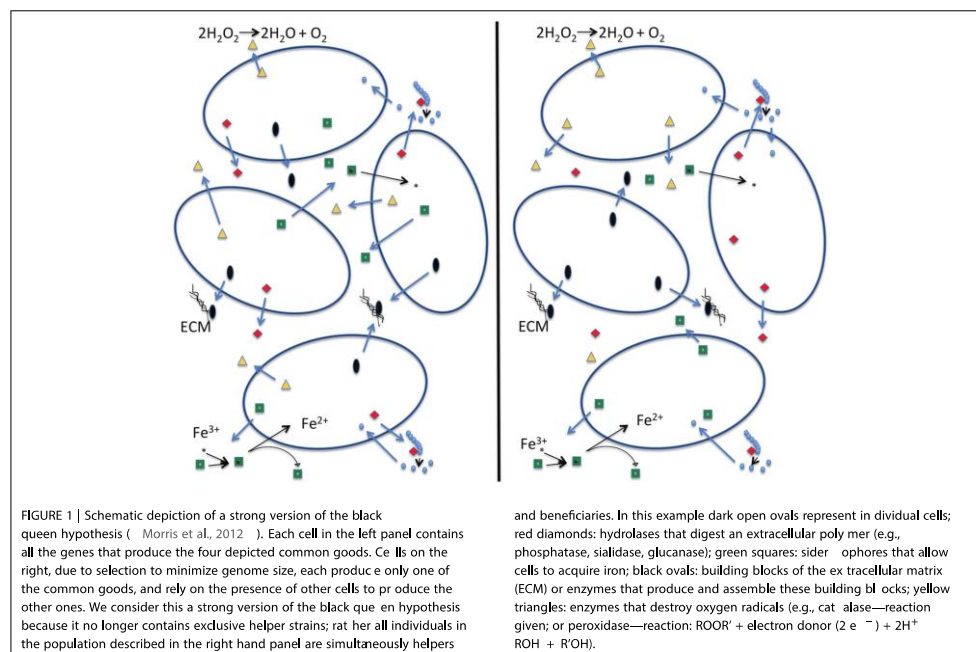 2H₂O₂→2H₂O + O₂
ECM
Fe³⁺
Fe²⁺
2H₂O₂→2H₂O + O₂
ECM
Fe³⁺
Fe²⁺
FIGURE 1 | Schematic depiction of a strong version of the black
queen hypothesis ( Morris et al., 2012 ). Each cell in the left panel contains
all the genes that produce the four depicted common goods. Ce lls on the
right, due to selection to minimize genome size, each produc e only one of
the common goods, and rely on the presence of other cells to pr oduce the
other ones. We consider this a strong version of the black que en hypothesis
because it no longer contains exclusive helper strains; rat her all individuals in
the population described in the right hand panel are simultaneously helpers
and beneficiaries. In this example dark open ovals represent in dividual cells;
red diamonds: hydrolases that digest an extracellular poly mer (e.g.,
phosphatase, sialidase, glucanase); green squares: sider ophores that allow
cells to acquire iron; black ovals: building blocks of the ex tracellular matrix
(ECM) or enzymes that produce and assemble these building bl ocks; yellow
triangles: enzymes that destroy oxygen radicals (e.g., cat alase—reaction
given; or peroxidase—reaction: ROOR′ + electron donor (2 e ⁻) + 2H⁺
ROH + R′OH).